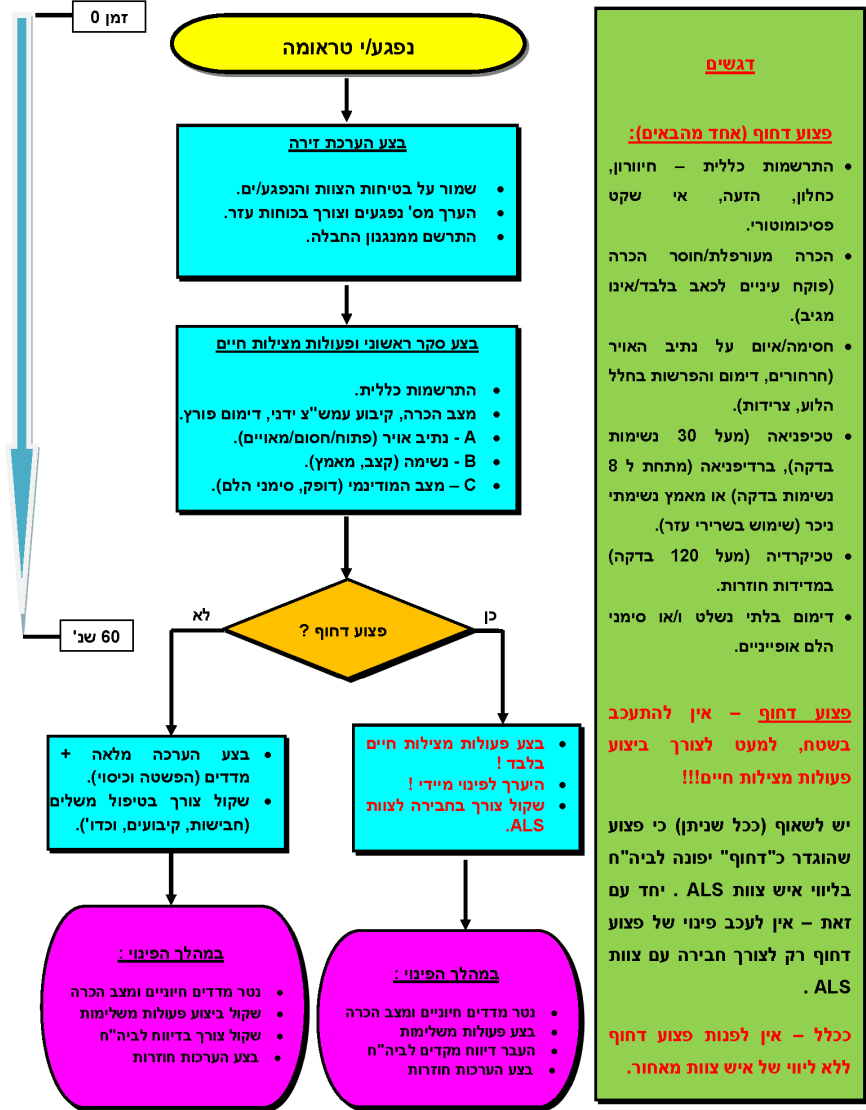 זמן 0
נפגע/י טראומה
בצע הערכת זירה
• שמור על בטיחות הצוות והנפגע/ים.
• הערך מס' נפגעים וצורך בכוחות עזר.
• התרשם ממנגנון החבלה.
בצע סקר ראשוני ופעולות מצילות חיים
• התרשמות כללית.
• מצב הכרה, קיבוע עמש"צ ידני, דימום פורץ.
• A - נתיב אויר (פתוח/חסום/מאויים).
• B - נשימה (קצב, מאמץ).
• C – מצב המודינמי (דופק, סימני הלם).
60 שנ'
פצוע דחוף ?
כן
לא
• בצע פעולות מצילות חיים
בלבד !
• היערך לפינוי מיידי !
• שקול צורך בחבירה לצוות
ALS.
• בצע הערכה מלאה +
מדדים (הפשטה וכיסוי).
• שקול צורך בטיפול משלים
(חבישות, קיבועים, וכדו').
במהלך הפינוי :
• נטר מדדים חיוניים ומצב הכרה
• בצע פעולות משלימות
• העבר דיווח מקדים לביה"ח
• בצע הערכות חוזרות
במהלך הפינוי :
• נטר מדדים חיוניים ומצב הכרה
• שקול ביצוע פעולות משלימות
• שקול צורך בדיווח לביה"ח
• בצע הערכות חוזרות
דגשים
פצוע דחוף (אחד מהבאים):
• התרשמות כללית – חיוורון,
כחלון, הזעה, אי שקט
פסיכומוטורי.
• הכרה מעורפלת/חוסר הכרה
(פוקח עיניים לכאב בלבד/אינו
מגיב).
• חסימה/איום על נתיב האויר
(חרחורים, דימום והפרשות בחלל
הלוע, צרידות).
• טכיפניאה (מעל 30 נשימות
בדקה), ברדיפניאה (מתחת ל 8
נשימות בדקה) או מאמץ נשימתי
ניכר (שימוש בשרירי עזר).
• טכיקרדיה (מעל 120 בדקה)
במדידות חוזרות.
• דימום בלתי נשלט ו/או סימני
הלם אופייניים.
פצוע דחוף – אין להתעכב
בשטח, למעט לצורך ביצוע
פעולות מצילות חיים!!!
יש לשאוף (ככל שניתן) כי פצוע
שהוגדר כ"דחוף" יפונה לביה"ח
בליווי איש צוות ALS . יחד עם
זאת – אין לעכב פינוי של פצוע
דחוף רק לצורך חבירה עם צוות
ALS .
ככלל – אין לפנות פצוע דחוף
ללא ליווי של איש צוות מאחור.